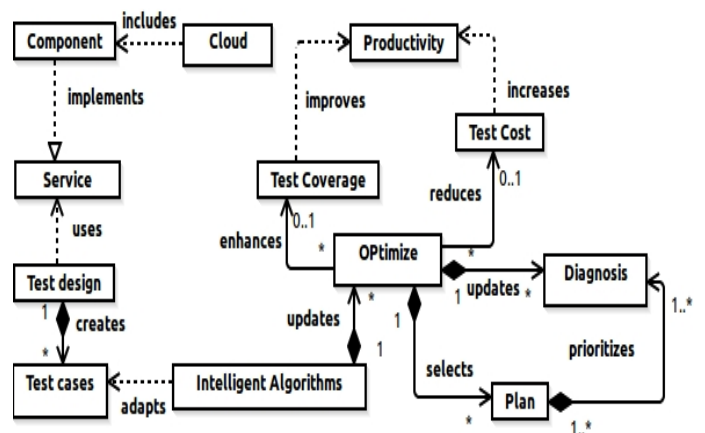 includes
Component
Cloud
Productivity
implements
improves
increases
Test Cost
Service
Test Coverage
0..1
reduces
uses
0..1
enhances
*
OPtimize
*
Test design
1
creates
*
Test cases
updates
*
1
1
updates
*
Diagnosis
1..*
prioritizes
Intelligent Algorithms
adapts
1
selects
*
Plan
1..*